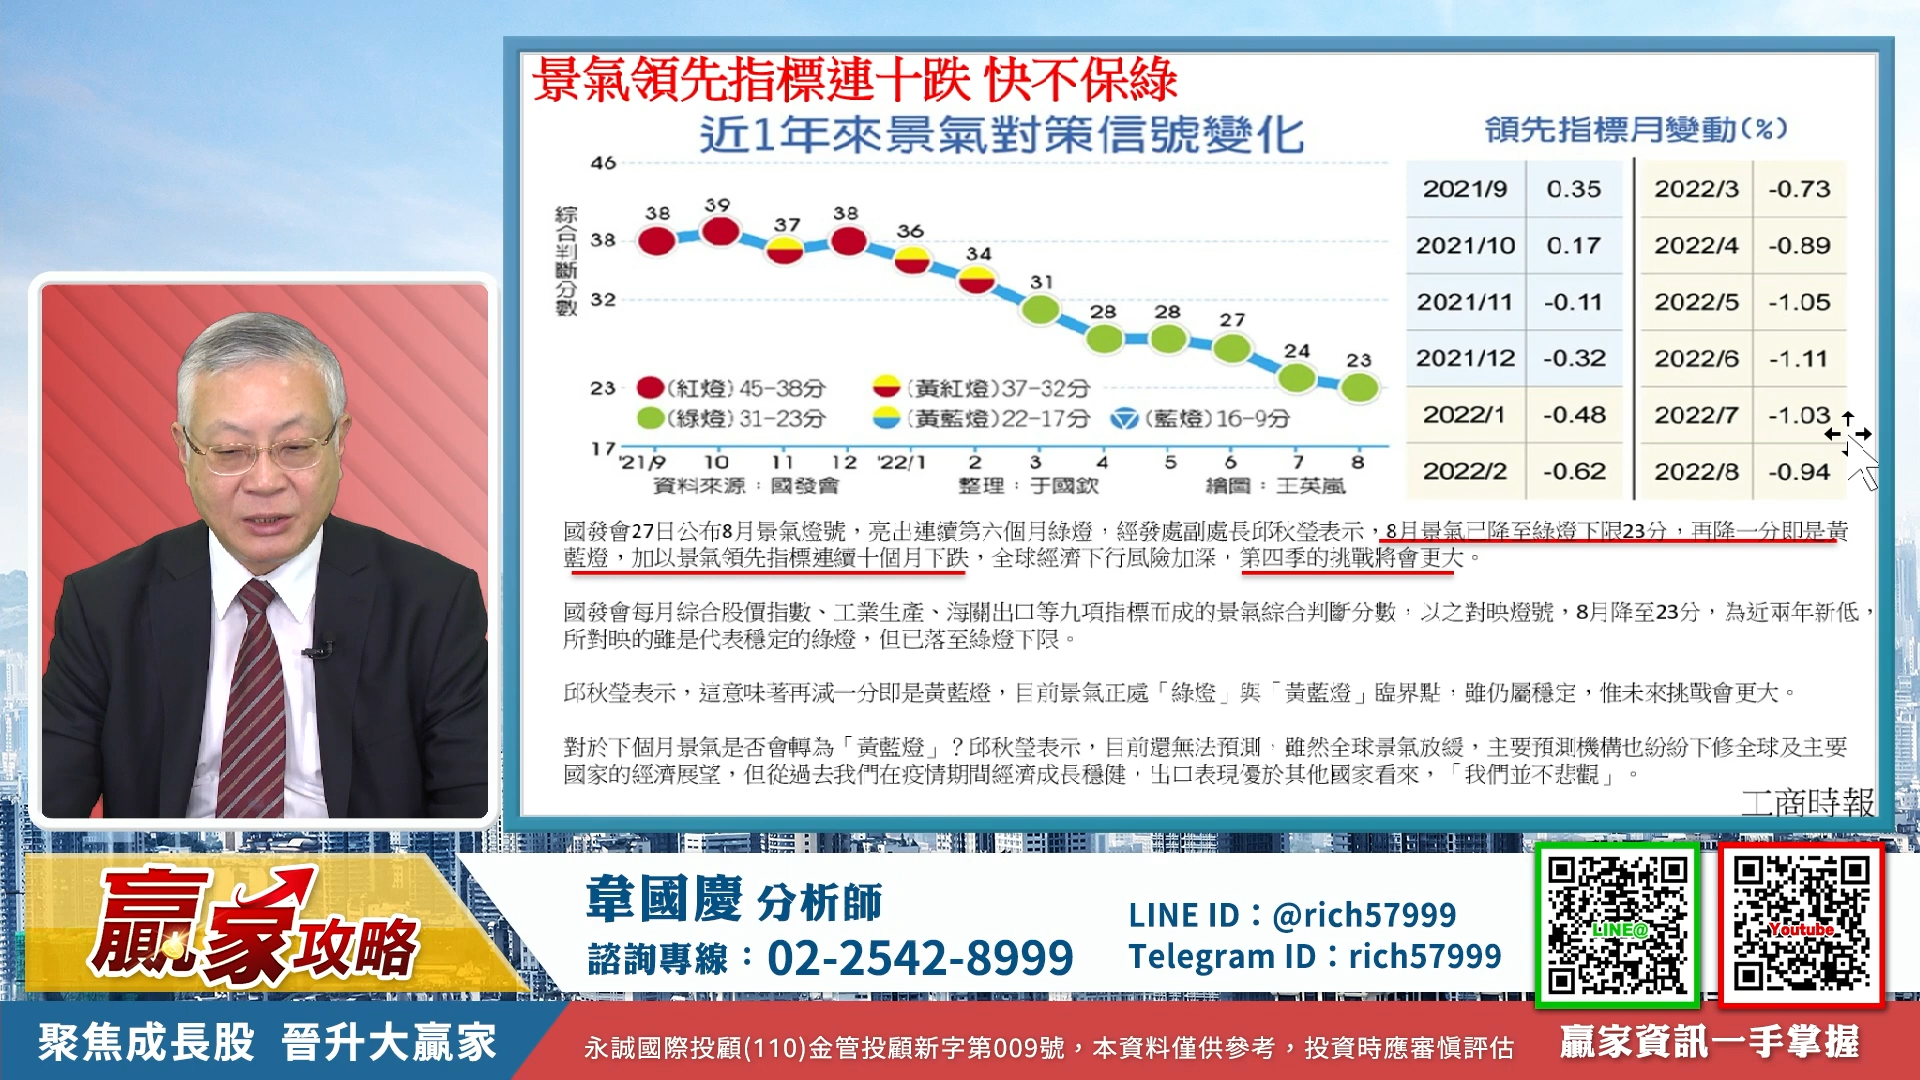 景氣領先指標連十跌 快不保綠
近1年來景氣對策信號變化
綜合判斷分數
46
38
32
23
17
38 39 37 38 36 34 31 28 28 27 24 23
(紅燈)45-38分 (黃紅燈)37-32分
(綠燈)31-23分 (黃藍燈)22-17分 (藍燈)16-9分
'21/9 10 11 12 '22/1 2 3 4 5 6 7 8
資料來源：國發會 整理：于國欽 繪圖：王英嵐
領先指標月變動(%)
2021/9 0.35 2022/3 -0.73
2021/10 0.17 2022/4 -0.89
2021/11 -0.11 2022/5 -1.05
2021/12 -0.32 2022/6 -1.11
2022/1 -0.48 2022/7 -1.03
2022/2 -0.62 2022/8 -0.94
國發會27日公布8月景氣燈號，亮出連續第六個月綠燈，經發處副處長邱秋瑩表示，8月景氣已降至綠燈下限23分，再降一分即是黃
藍燈，加以景氣領先指標連續十個月下跌，全球經濟下行風險加深，第四季的挑戰將會更大。
國發會每月綜合股價指數、工業生產、海關出口等九項指標而成的景氣綜合判斷分數，以之對映燈號，8月降至23分，為近兩年新低，
所對映的雖是代表穩定的綠燈，但已落至綠燈下限。
邱秋瑩表示，這意味著再減一分即是黃藍燈，目前景氣正處「綠燈」與「黃藍燈」臨界點，雖仍屬穩定，惟未來挑戰會更大。
對於下個月景氣是否會轉為「黃藍燈」？邱秋瑩表示，目前還無法預測，雖然全球景氣放緩，主要預測機構也紛紛下修全球及主要
國家的經濟展望，但從過去我們在疫情期間經濟成長穩健，出口表現優於其他國家看來，「我們並不悲觀」。
工商時報
贏家攻略
韋國慶 分析師
諮詢專線：02-2542-8999
LINE ID：@rich57999
Telegram ID：rich57999
LINE@
Youtube
聚焦成長股 晉升大贏家
永誠國際投顧(110)金管投顧新字第009號，本資料僅供參考，投資時應審慎評估
贏家資訊一手掌握